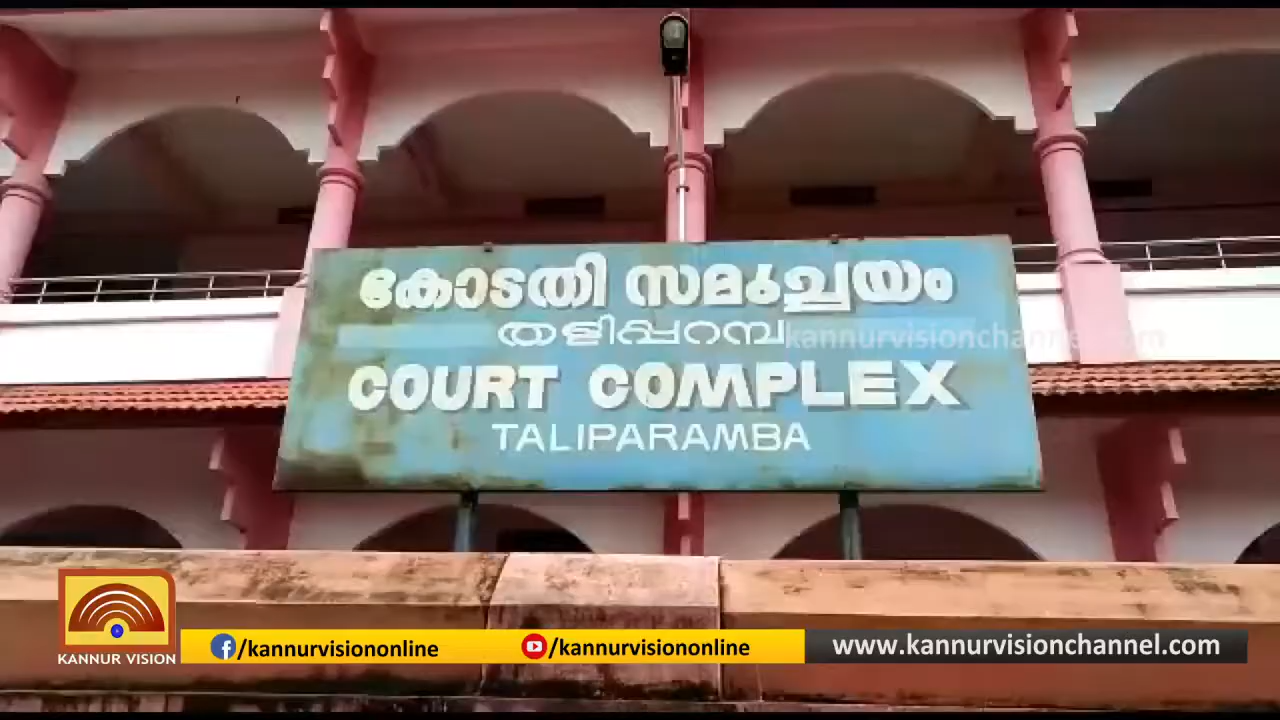 കോടതി സമുച്ചയം
തളിപ്പറമ്പ
kannurvisionchannel.com
COURT COMPLEX
TALIPARAMBA
KANNUR VISION
/kannurvisiononline
/kannurvisiononline
www.kannurvisionchannel.com